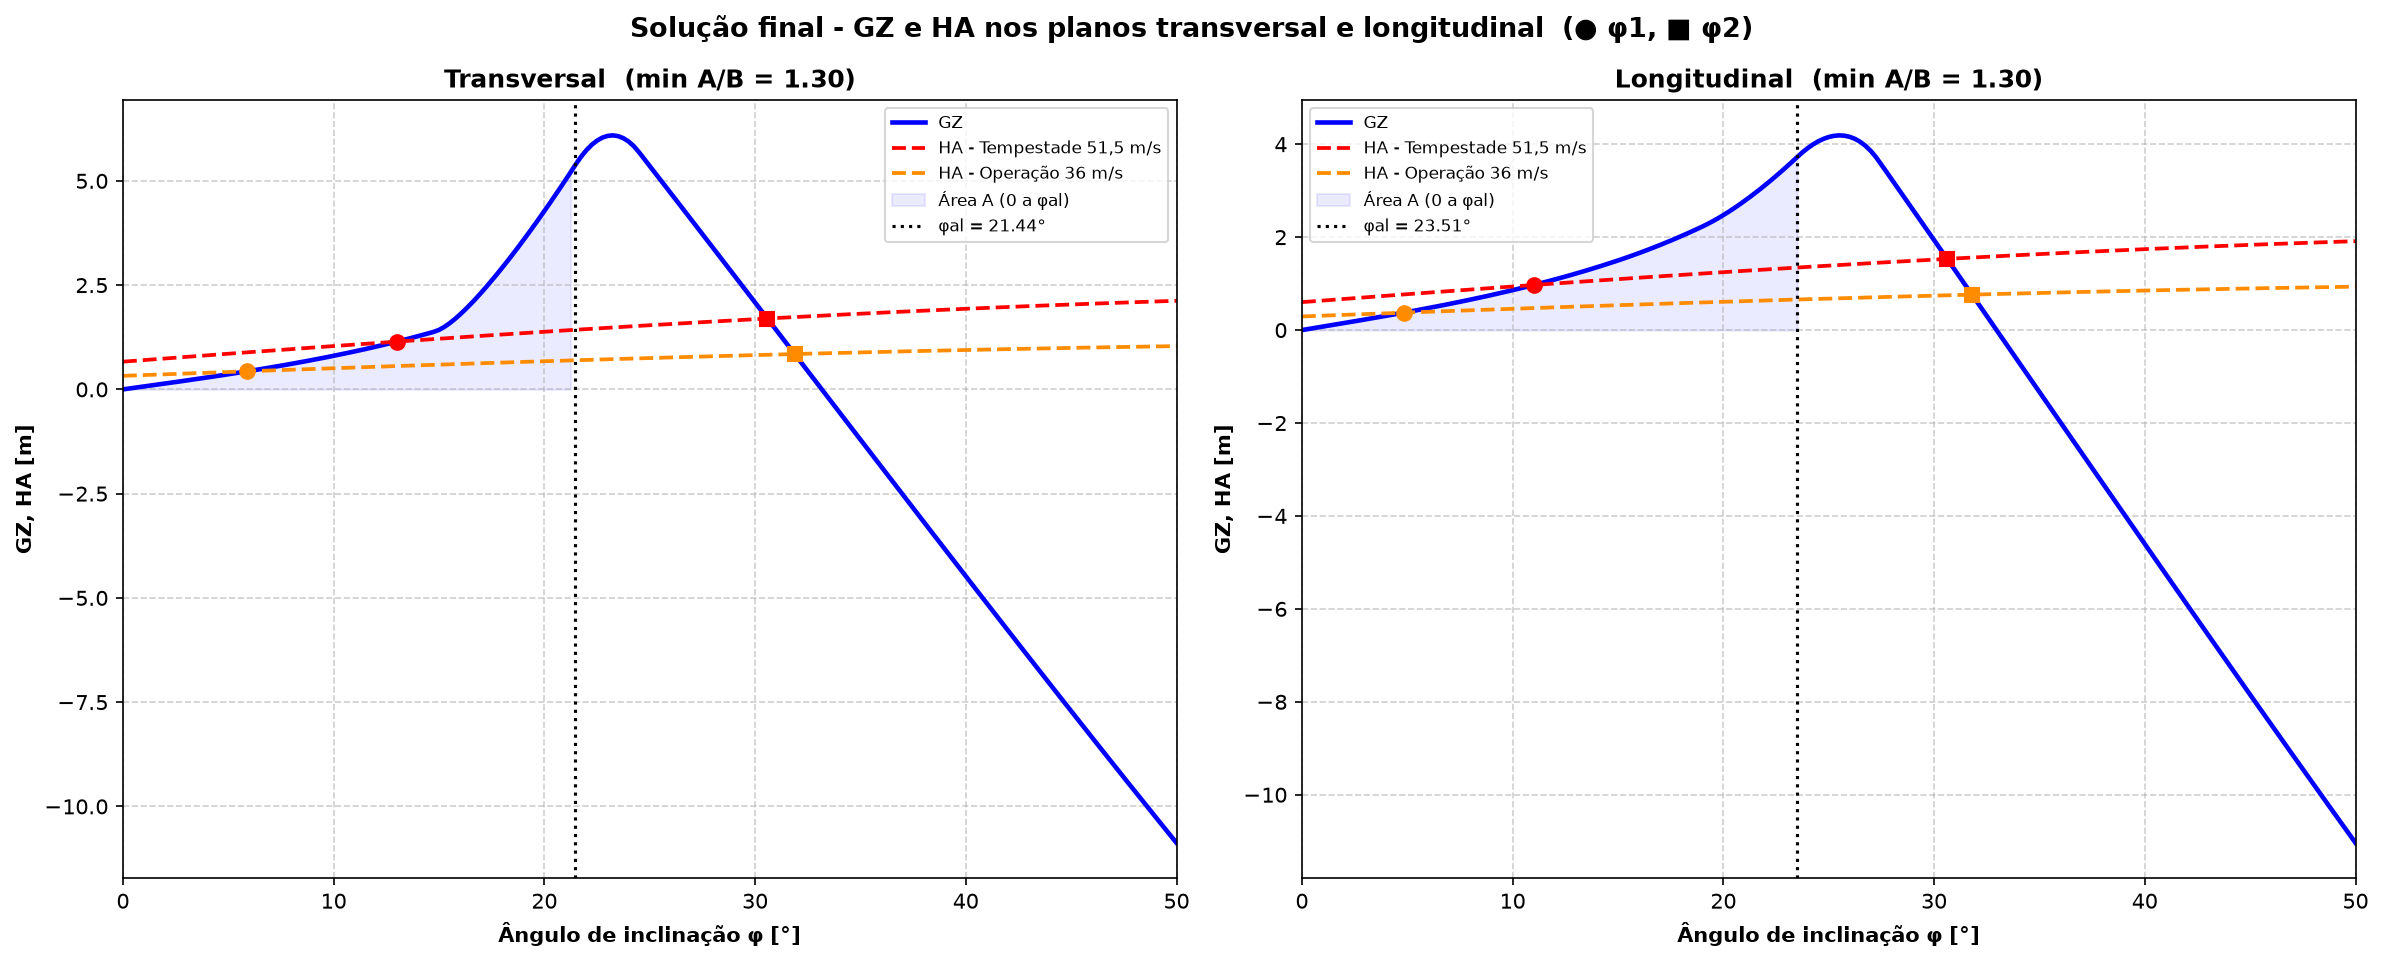 Solução final - GZ e HA nos planos transversal e longitudinal (● φ1, ■ φ2)
Transversal (min A/B = 1.30)
GZ
HA - Tempestade 51,5 m/s
HA - Operação 36 m/s
Área A (0 a φal)
φal = 21.44°
GZ, HA [m]
5.0
2.5
0.0
−2.5
−5.0
−7.5
−10.0
0 10 20 30 40 50
Ângulo de inclinação φ [°]
Longitudinal (min A/B = 1.30)
GZ
HA - Tempestade 51,5 m/s
HA - Operação 36 m/s
Área A (0 a φal)
φal = 23.51°
GZ, HA [m]
4
2
0
−2
−4
−6
−8
−10
0 10 20 30 40 50
Ângulo de inclinação φ [°]